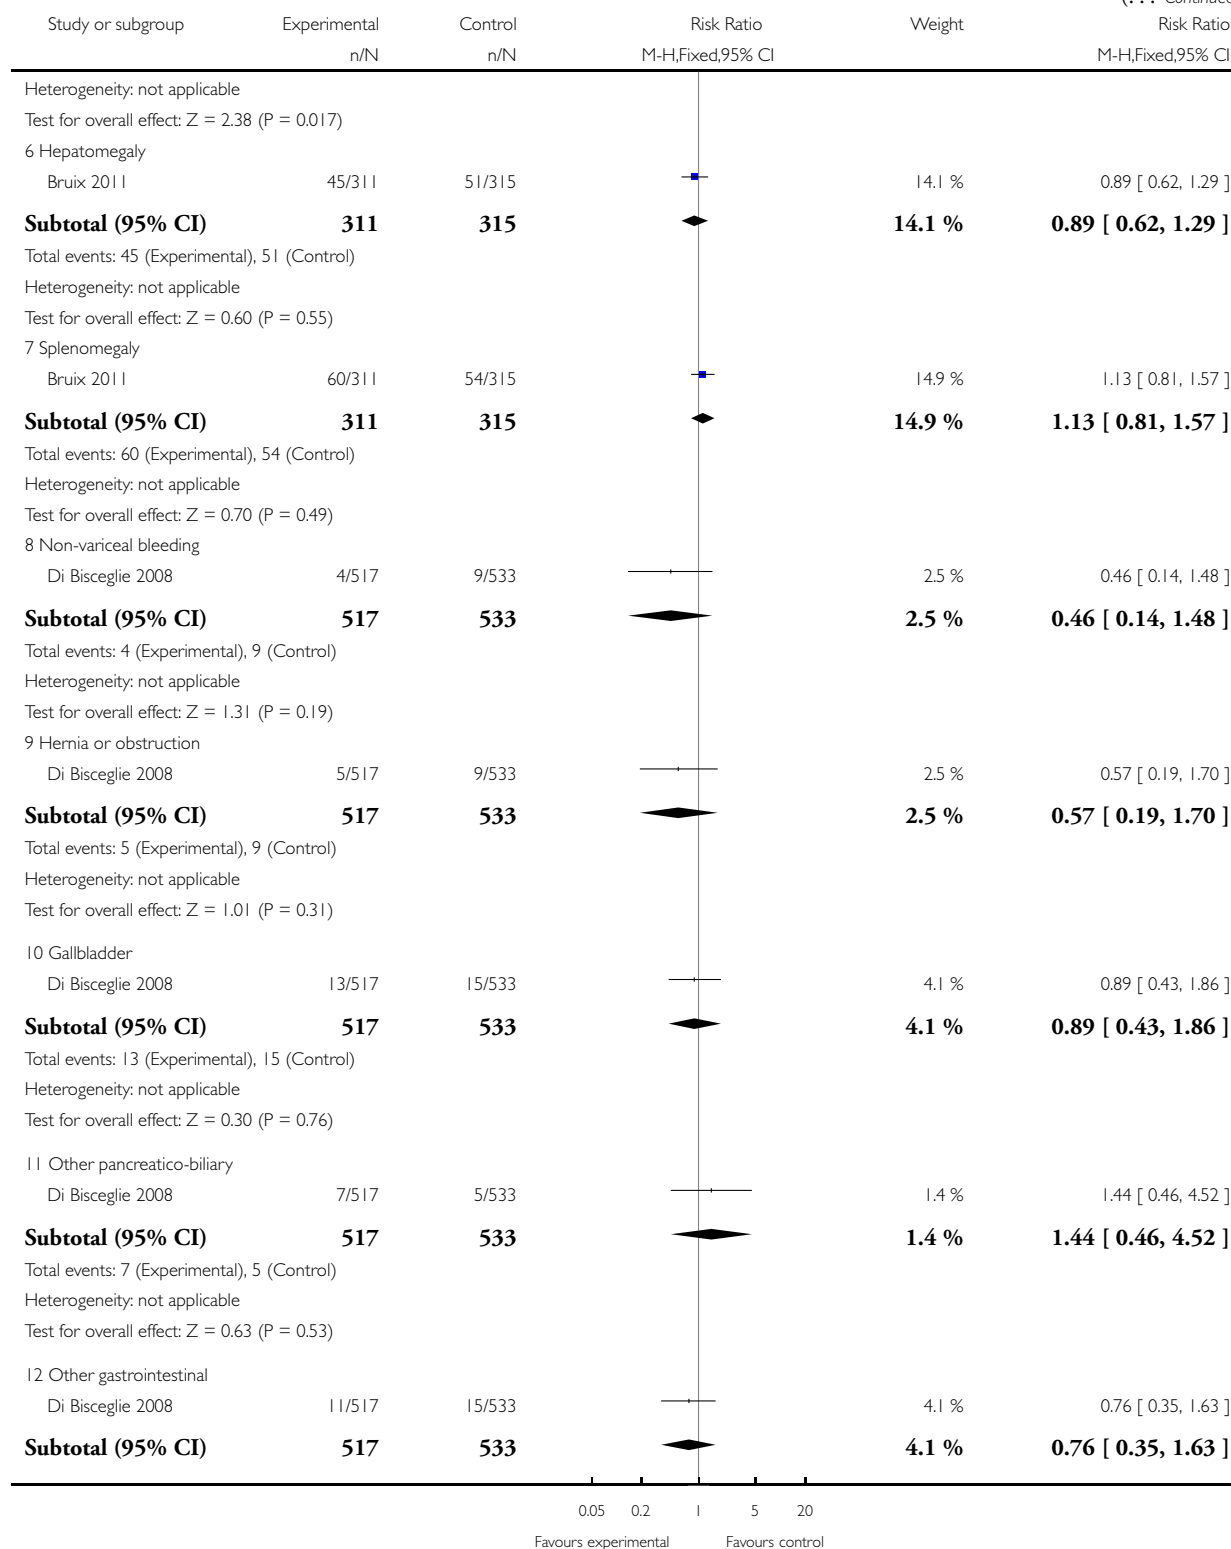 (. . . Continued
Study or subgroup Experimental Control Risk Ratio Weight Risk Ratio
n/N n/N M-H,Fixed,95% CI M-H,Fixed,95% CI
Heterogeneity: not applicable
Test for overall effect: Z = 2.38 (P = 0.017)
6 Hepatomegaly
Bruix 2011 45/311 51/315 14.1 % 0.89 [ 0.62, 1.29 ]
Subtotal (95% CI) 311 315 14.1 % 0.89 [ 0.62, 1.29 ]
Total events: 45 (Experimental), 51 (Control)
Heterogeneity: not applicable
Test for overall effect: Z = 0.60 (P = 0.55)
7 Splenomegaly
Bruix 2011 60/311 54/315 14.9 % 1.13 [ 0.81, 1.57 ]
Subtotal (95% CI) 311 315 14.9 % 1.13 [ 0.81, 1.57 ]
Total events: 60 (Experimental), 54 (Control)
Heterogeneity: not applicable
Test for overall effect: Z = 0.70 (P = 0.49)
8 Non-variceal bleeding
Di Bisceglie 2008 4/517 9/533 2.5 % 0.46 [ 0.14, 1.48 ]
Subtotal (95% CI) 517 533 2.5 % 0.46 [ 0.14, 1.48 ]
Total events: 4 (Experimental), 9 (Control)
Heterogeneity: not applicable
Test for overall effect: Z = 1.31 (P = 0.19)
9 Hernia or obstruction
Di Bisceglie 2008 5/517 9/533 2.5 % 0.57 [ 0.19, 1.70 ]
Subtotal (95% CI) 517 533 2.5 % 0.57 [ 0.19, 1.70 ]
Total events: 5 (Experimental), 9 (Control)
Heterogeneity: not applicable
Test for overall effect: Z = 1.01 (P = 0.31)
10 Gallbladder
Di Bisceglie 2008 13/517 15/533 4.1 % 0.89 [ 0.43, 1.86 ]
Subtotal (95% CI) 517 533 4.1 % 0.89 [ 0.43, 1.86 ]
Total events: 13 (Experimental), 15 (Control)
Heterogeneity: not applicable
Test for overall effect: Z = 0.30 (P = 0.76)
11 Other pancreatico-biliary
Di Bisceglie 2008 7/517 5/533 1.4 % 1.44 [ 0.46, 4.52 ]
Subtotal (95% CI) 517 533 1.4 % 1.44 [ 0.46, 4.52 ]
Total events: 7 (Experimental), 5 (Control)
Heterogeneity: not applicable
Test for overall effect: Z = 0.63 (P = 0.53)
12 Other gastrointestinal
Di Bisceglie 2008 11/517 15/533 4.1 % 0.76 [ 0.35, 1.63 ]
Subtotal (95% CI) 517 533 4.1 % 0.76 [ 0.35, 1.63 ]
0.05 0.2 1 5 20
Favours experimental Favours control